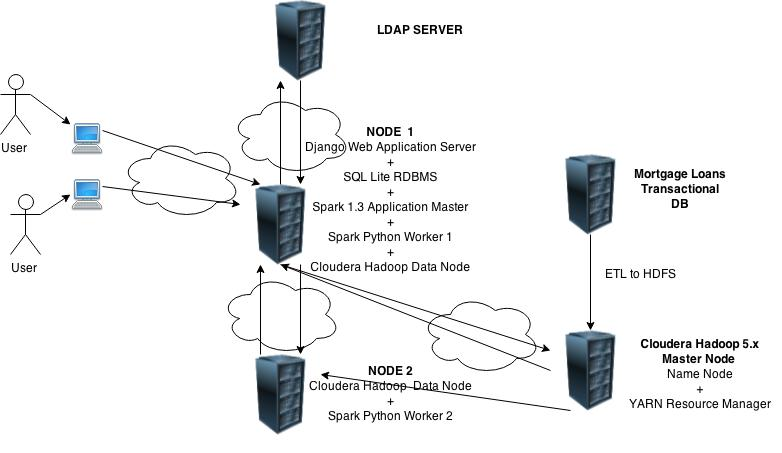 LDAP SERVER
User
User
NODE 1
Django Web Application Server
+
SQL Lite RDBMS
+
Spark 1.3 Application Master
+
Spark Python Worker 1
+
Cloudera Hadoop Data Node
Mortgage Loans
Transactional
DB
ETL to HDFS
Cloudera Hadoop 5.x
Master Node
Name Node
+
YARN Resource Manager
NODE 2
Cloudera Hadoop Data Node
+
Spark Python Worker 2